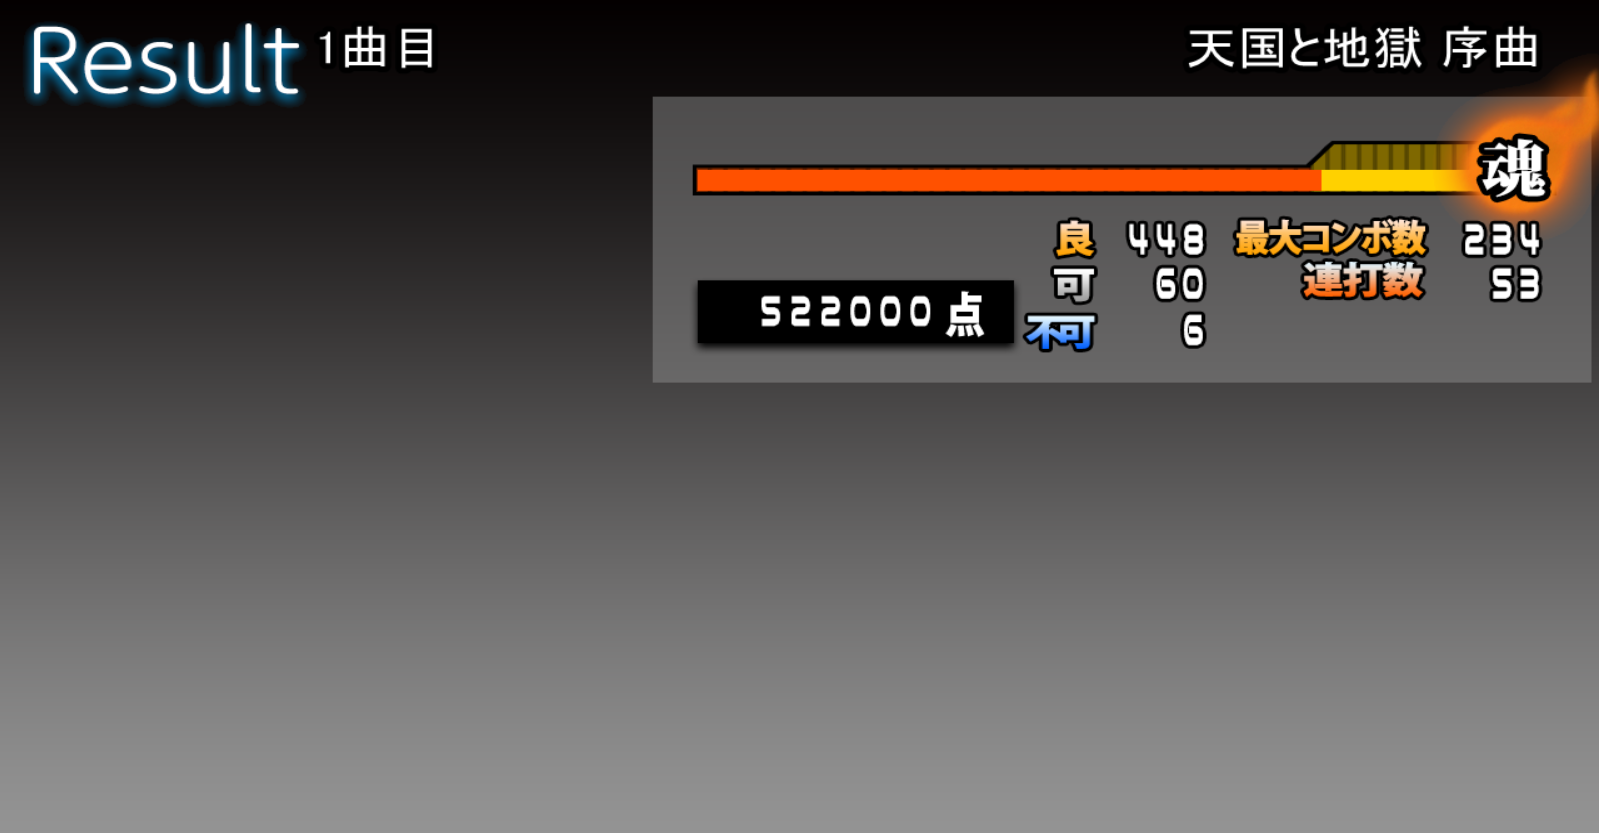 Result 1曲目
天国と地獄 序曲
魂
良 448 最大コンボ数 234
可 60 連打数 53
522000点
不可 6